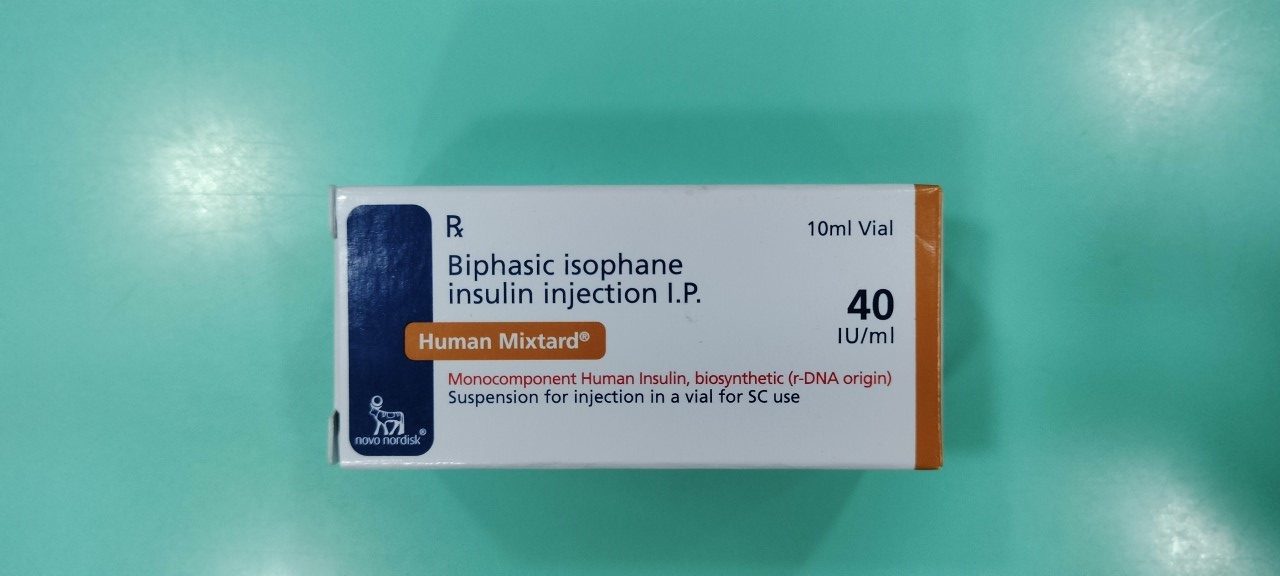 Rx
10ml Vial
Biphasic isophane
insulin injection I.P.
40
IU/ml
Human Mixtard®
Monocomponent Human Insulin, biosynthetic (r-DNA origin)
Suspension for injection in a vial for SC use
novo nordisk®